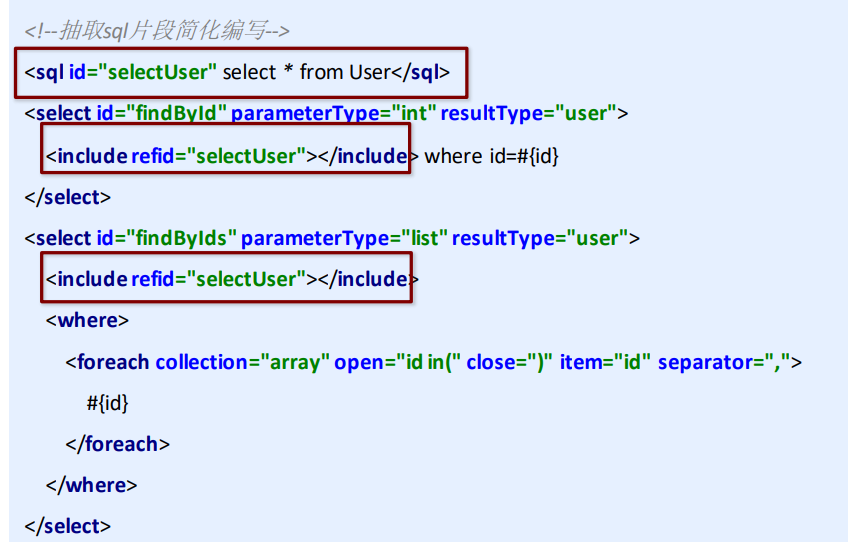 <!--抽取sql片段简化编写-->
<sql id="selectUser" select * from User</sql>
<select id="findById" parameterType="int" resultType="user">
<include refid="selectUser"></include> where id=#{id}
</select>
<select id="findByIds" parameterType="list" resultType="user">
<include refid="selectUser"></include>
<where>
<foreach collection="array" open="id in(" close=")" item="id" separator=",">
#{id}
</foreach>
</where>
</select>